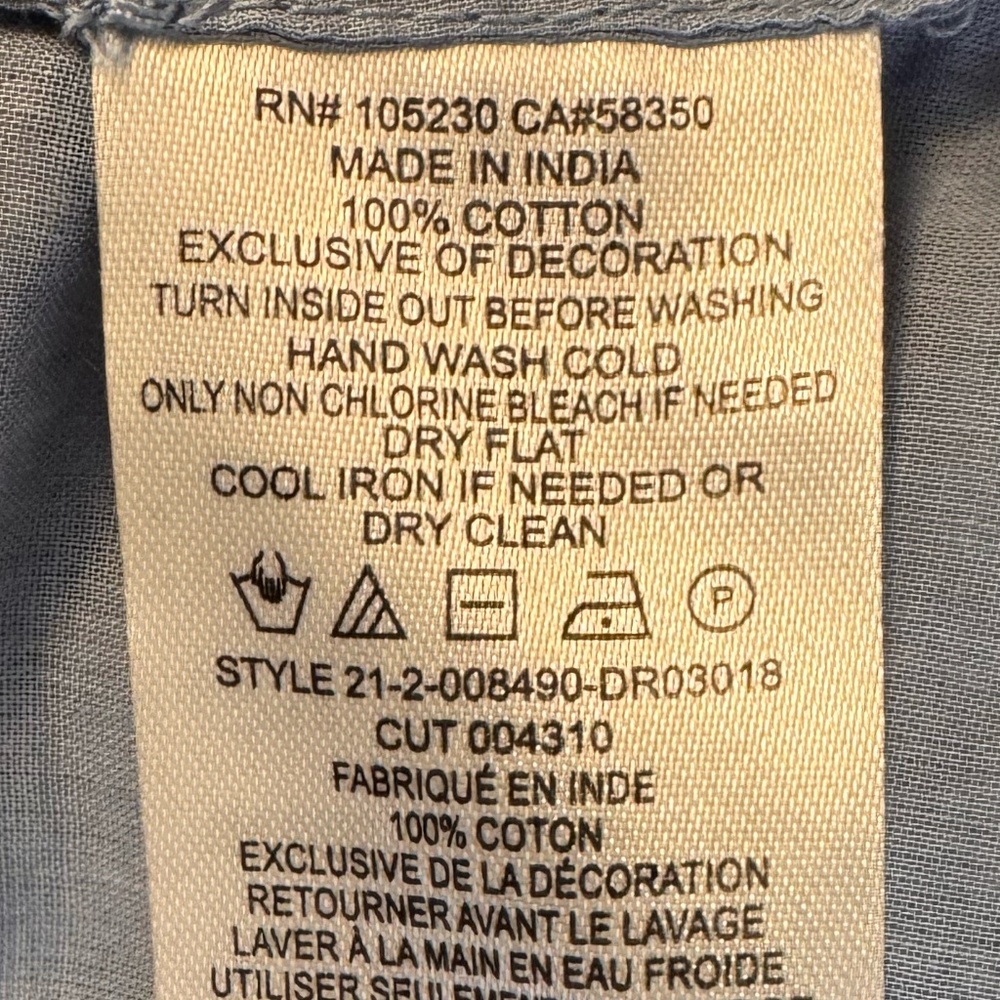 RN# 105230 CA#58350
MADE IN INDIA
100% COTTON
EXCLUSIVE OF DECORATION
TURN INSIDE OUT BEFORE WASHING
HAND WASH COLD
ONLY NON CHLORINE BLEACH IF NEEDED
DRY FLAT
COOL IRON IF NEEDED OR
DRY CLEAN
P
STYLE 21-2-008490-DR03018
CUT 004310
FABRIQUÉ EN INDE
100% COTON
EXCLUSIVE DE LA DÉCORATION
RETOURNER AVANT LE LAVAGE
LAVER À LA MAIN EN EAU FROIDE
UTILISER